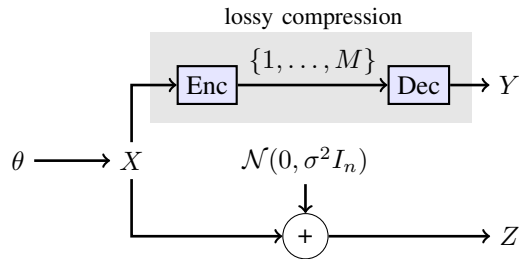 lossy compression
{1, . . . , M}
Enc
Dec
Y
θ
X
𝒩(0, σ²Iₙ)
+
Z